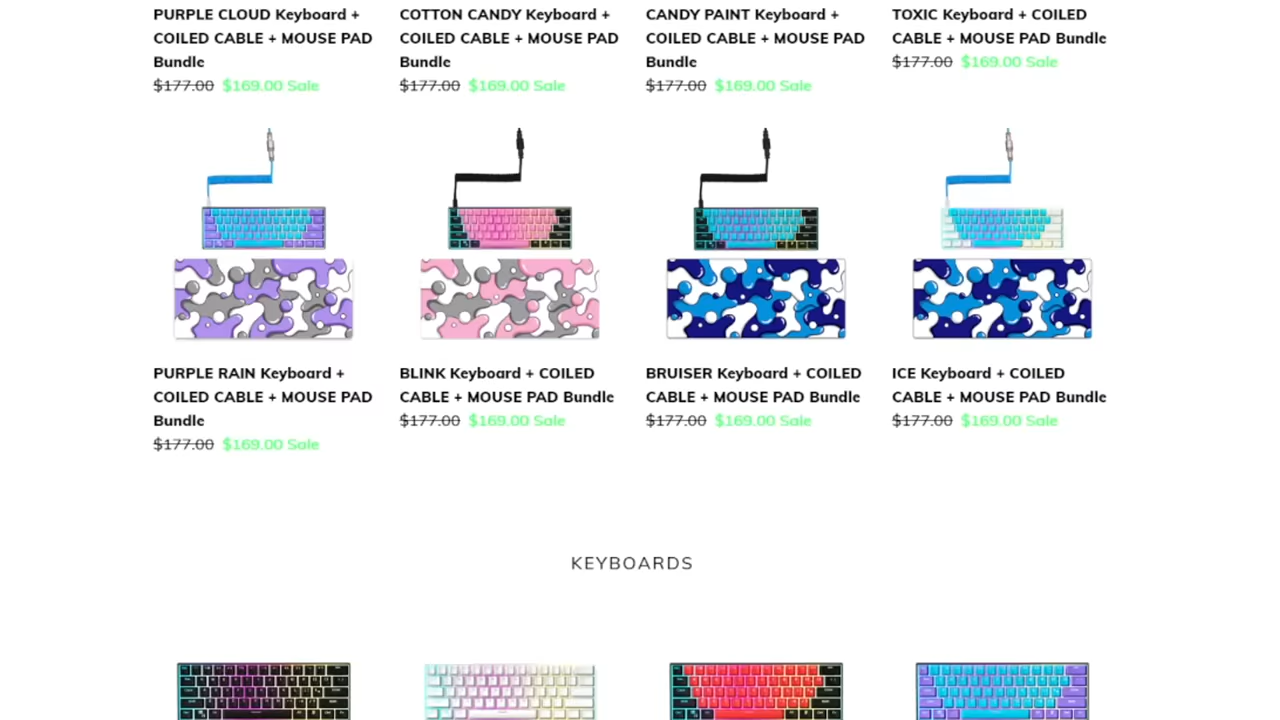 PURPLE CLOUD Keyboard +
COILED CABLE + MOUSE PAD
Bundle
$177.00 $169.00 Sale
COTTON CANDY Keyboard +
COILED CABLE + MOUSE PAD
Bundle
$177.00 $169.00 Sale
CANDY PAINT Keyboard +
COILED CABLE + MOUSE PAD
Bundle
$177.00 $169.00 Sale
TOXIC Keyboard + COILED
CABLE + MOUSE PAD Bundle
$177.00 $169.00 Sale
PURPLE RAIN Keyboard +
COILED CABLE + MOUSE PAD
Bundle
$177.00 $169.00 Sale
BLINK Keyboard + COILED
CABLE + MOUSE PAD Bundle
$177.00 $169.00 Sale
BRUISER Keyboard + COILED
CABLE + MOUSE PAD Bundle
$177.00 $169.00 Sale
ICE Keyboard + COILED
CABLE + MOUSE PAD Bundle
$177.00 $169.00 Sale
KEYBOARDS